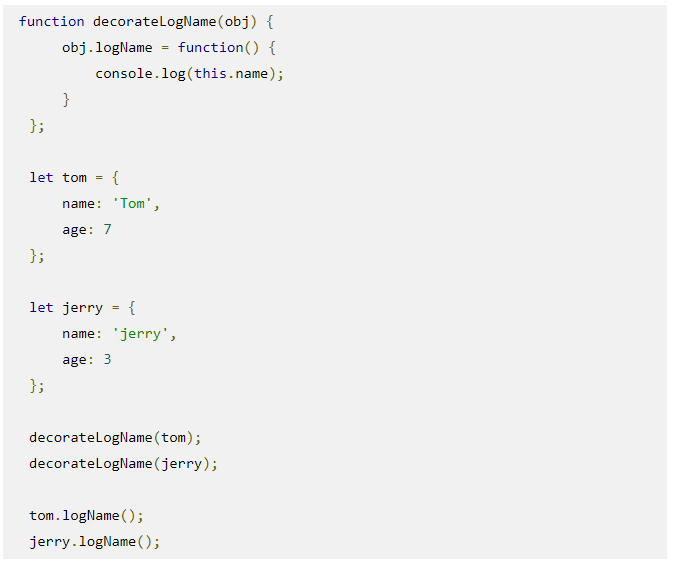 function decorateLogName(obj) {
obj.logName = function() {
console.log(this.name);
}
};
let tom = {
name: 'Tom',
age: 7
};
let jerry = {
name: 'jerry',
age: 3
};
decorateLogName(tom);
decorateLogName(jerry);
tom.logName();
jerry.logName();